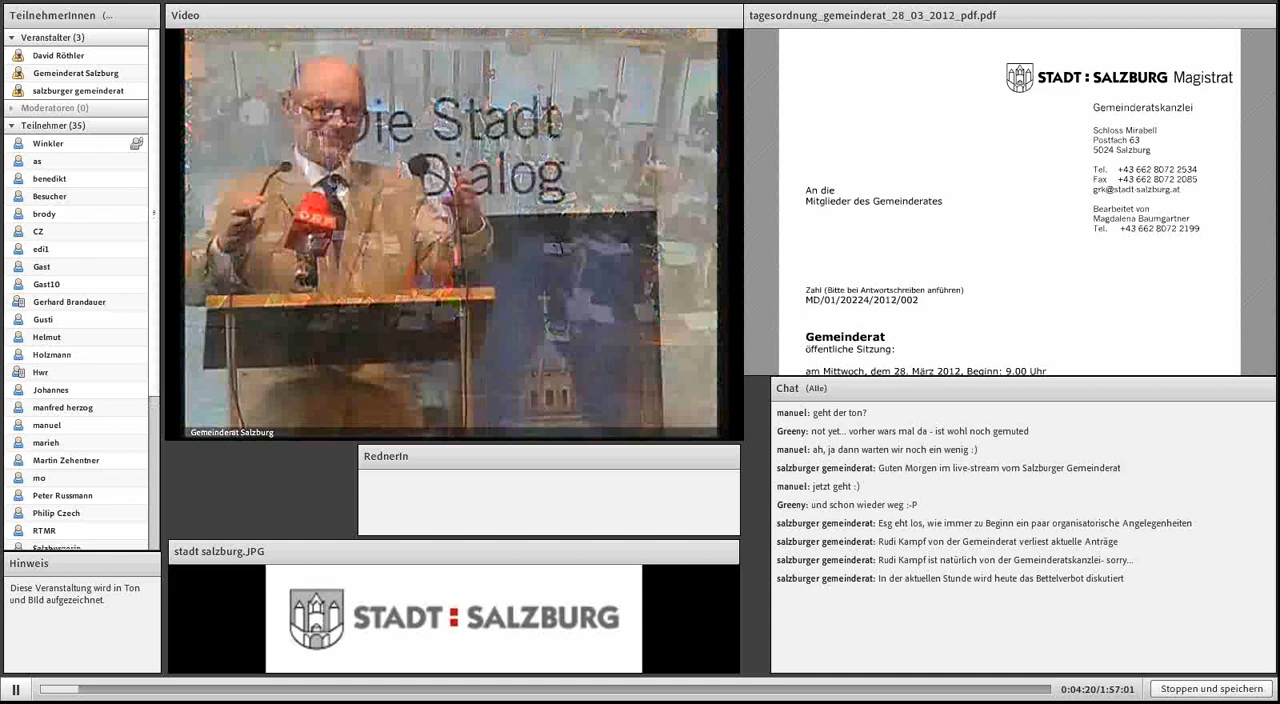 TeilnehmerInnen (...
Veranstalter (3)
David Röthler
Gemeinderat Salzburg
salzburger gemeinderat
Moderatoren (0)
Teilnehmer (35)
Winkler
as
benedikt
Besucher
brody
CZ
edi1
Gast
Gast10
Gerhard Brandauer
Gusti
Helmut
Holzmann
Hwr
Johannes
manfred herzog
manuel
marieh
Martin Zehentner
mo
Peter Russmann
Philip Czech
RTMR
Salzburgerin
Hinweis
Diese Veranstaltung wird in Ton
und BIld aufgezeichnet.
Video
Die Stadt
Dialog
ORF
Gemeinderat Salzburg
RednerIn
stadt salzburg.JPG
STADT : SALZBURG
tagesordnung_gemeinderat_28_03_2012_pdf.pdf
STADT : SALZBURG Magistrat
Gemeinderatskanzlei
Schloss Mirabell
Postfach 63
5024 Salzburg
Tel. +43 662 8072 2534
Fax +43 662 8072 2085
grk@stadt-salzburg.at
An die
Mitglieder des Gemeinderates
Bearbeitet von
Magdalena Baumgartner
Tel. +43 662 8072 2199
Zahl (Bitte bei Antwortschreiben anführen)
MD/01/20224/2012/002
Gemeinderat
öffentliche Sitzung:
am Mittwoch, dem 28. März 2012, Beginn: 9.00 Uhr
Chat (Alle)
manuel: geht der ton?
Greeny: not yet... vorher wars mal da - ist wohl noch gemuted
manuel: ah, ja dann warten wir noch ein wenig :)
salzburger gemeinderat: Guten Morgen im live-stream vom Salzburger Gemeinderat
manuel: jetzt geht :)
Greeny: und schon wieder weg :-P
salzburger gemeinderat: Esg eht los, wie immer zu Beginn ein paar organisatorische Angelegenheiten
salzburger gemeinderat: Rudi Kampf von der Gemeinderat verliest aktuelle Anträge
salzburger gemeinderat: Rudi Kampf ist natürlich von der Gemeinderatskanzlei- sorry...
salzburger gemeinderat: In der aktuellen Stunde wird heute das Bettelverbot diskutiert
0:04:20/1:57:01
Stoppen und speichern